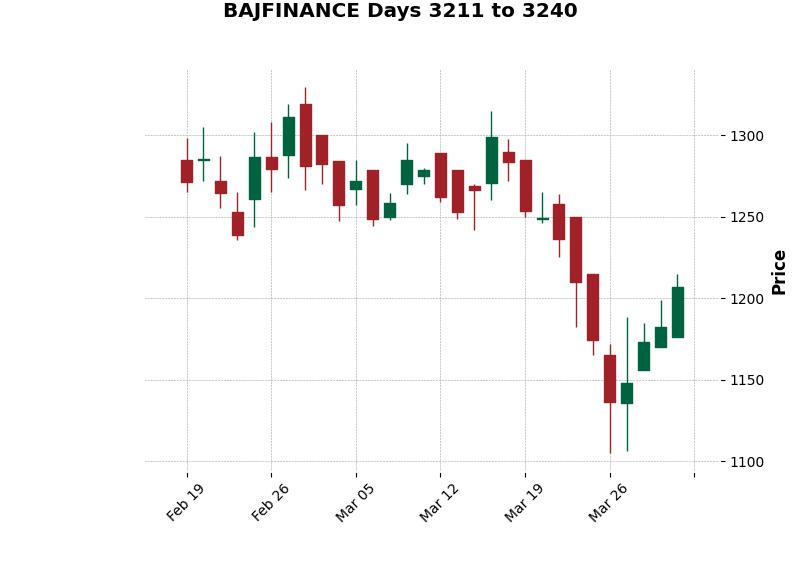 BAJFINANCE Days 3211 to 3240
1300
1250
1200
1150
1100
Price
Feb 19
Feb 26
Mar 05
Mar 12
Mar 19
Mar 26